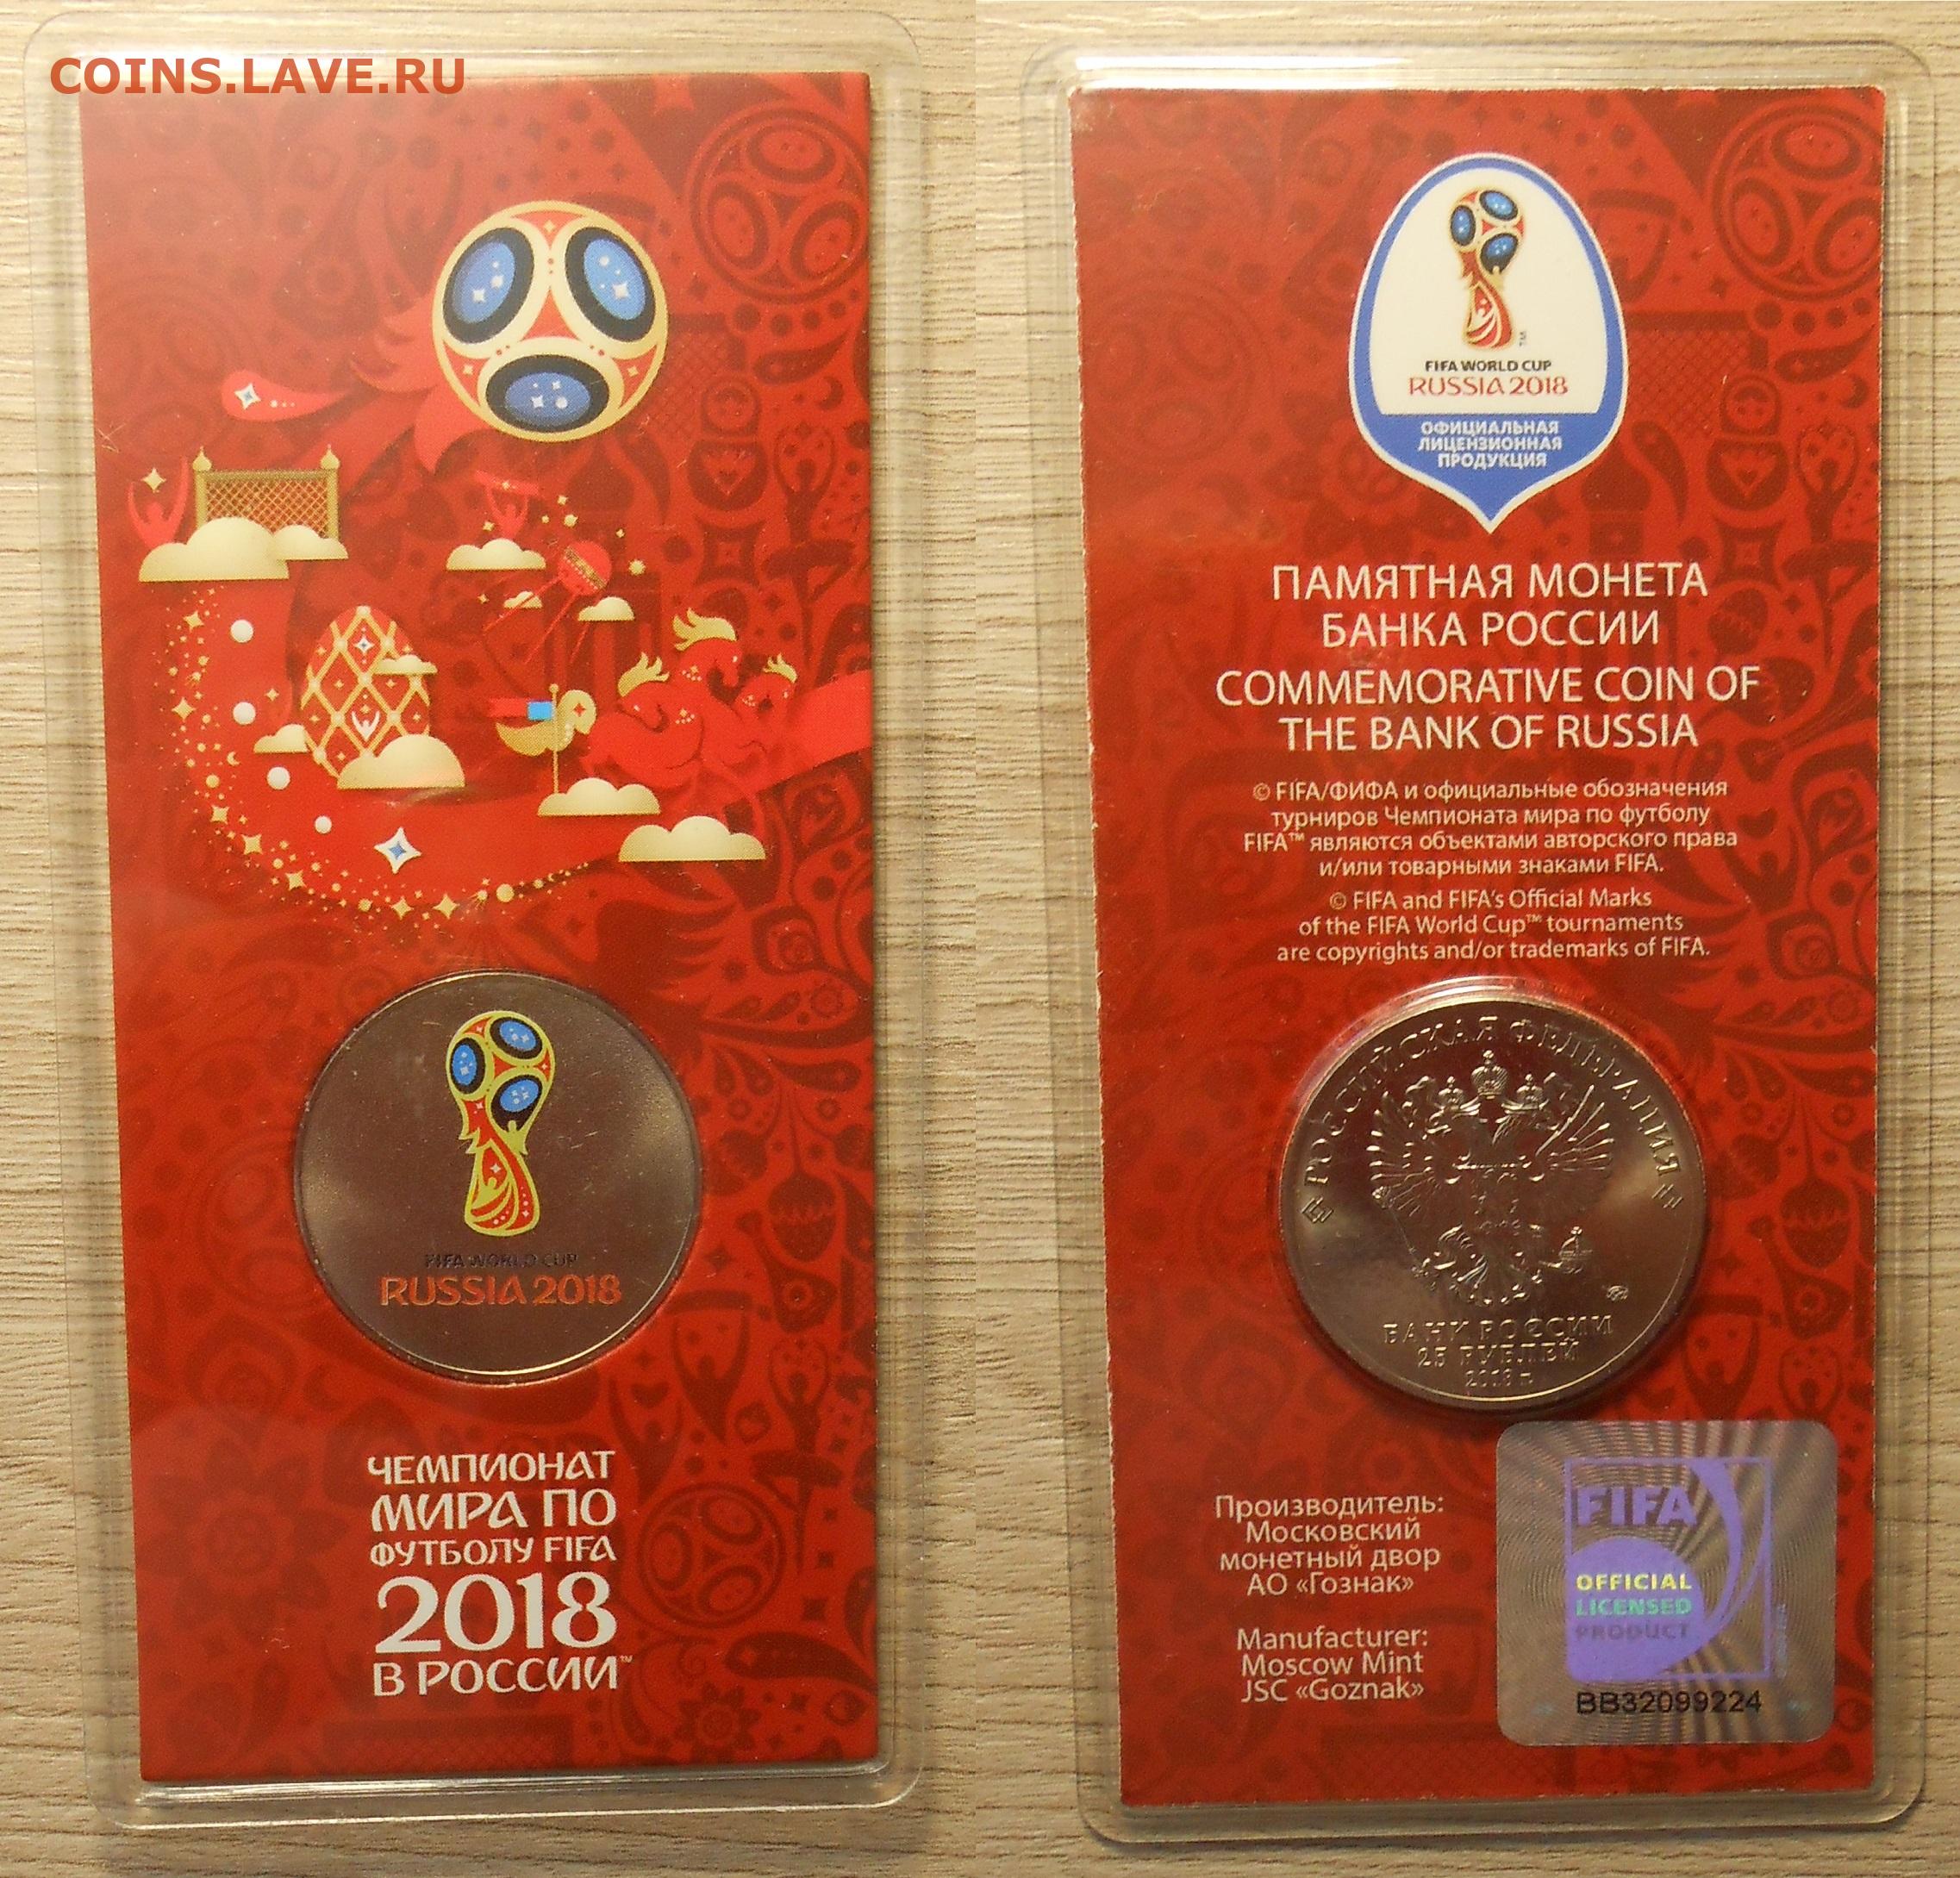 COINS.LAVE.RU
FIFA WORLD CUP
RUSSIA 2018
ЧЕМПИОНАТ
МИРА ПО
ФУТБОЛУ FIFA
2018
В РОССИИ™
TM
FIFA WORLD CUP
RUSSIA 2018
ОФИЦИАЛЬНАЯ
ЛИЦЕНЗИОННАЯ
ПРОДУКЦИЯ
ПАМЯТНАЯ МОНЕТА
БАНКА РОССИИ
COMMEMORATIVE COIN OF
THE BANK OF RUSSIA
© FIFA/ФИФА и официальные обозначения
турниров Чемпионата мира по футболу
FIFA™ являются объектами авторского права
и/или товарными знаками FIFA.
© FIFA and FIFA's Official Marks
of the FIFA World Cup™ tournaments
are copyrights and/or trademarks of FIFA.
РОССИЙСКАЯ ФЕДЕРАЦИЯ
БАНК РОССИИ
25 РУБЛЕЙ
2018 г.
Производитель:
Московский
монетный двор
АО «Гознак»
Manufacturer:
Moscow Mint
JSC «Goznak»
FIFA
OFFICIAL
LICENSED
PRODUCT
BB32099224